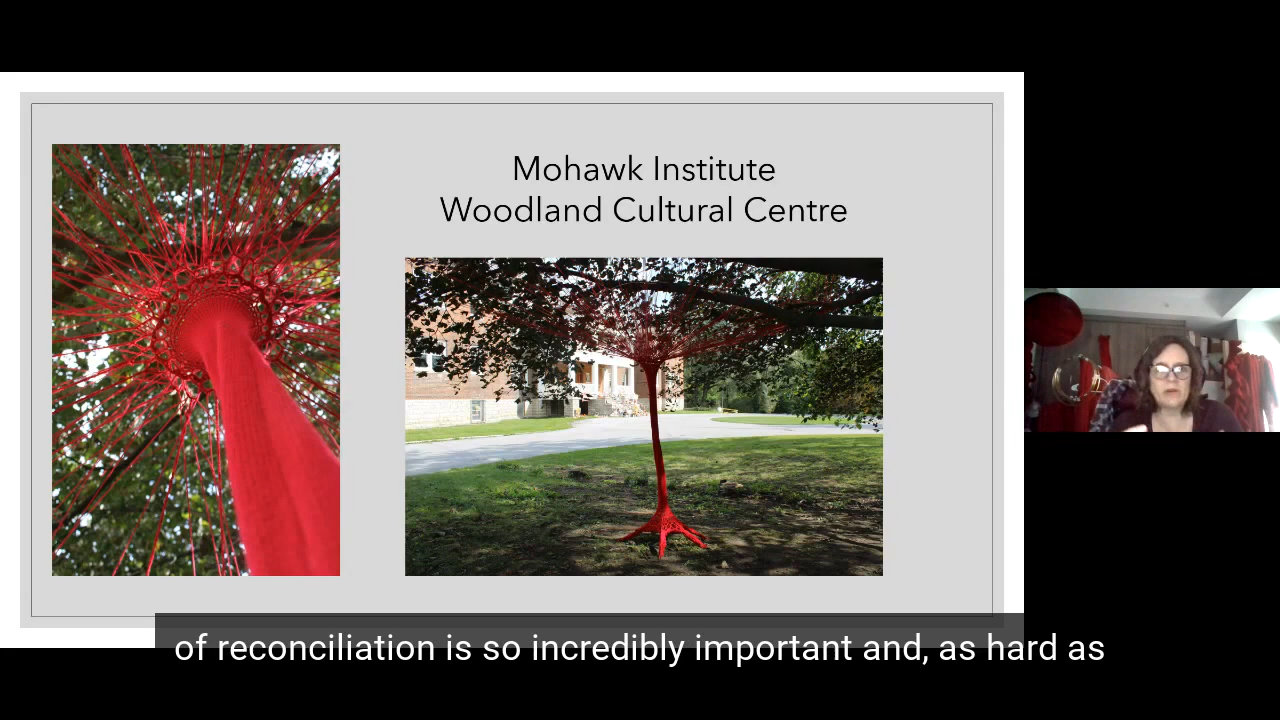 Mohawk Institute
Woodland Cultural Centre
of reconciliation is so incredibly important and, as hard as